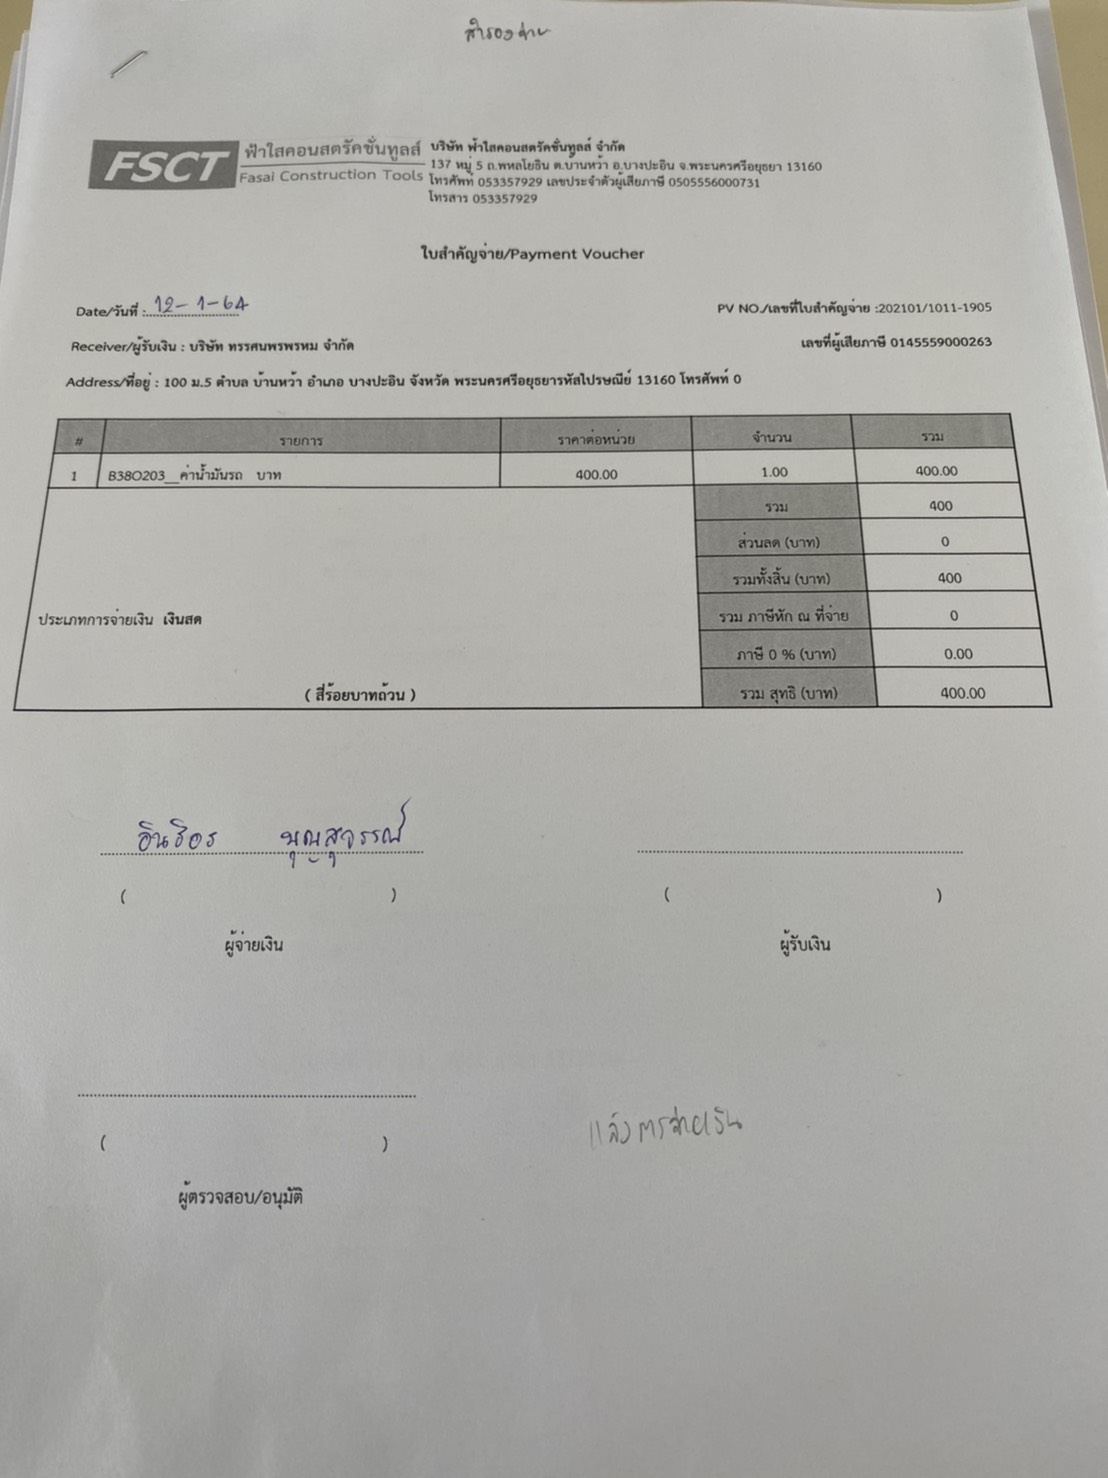 สำรองจ่าย
FSCT ฟ้าใสคอนสตรัคชั่นทูลส์
Fasai Construction Tools
บริษัท ฟ้าใสคอนสตรัคชั่นทูลส์ จำกัด
137 หมู่ 5 ถ.พหลโยธิน ต.บ้านหว้า อ.บางปะอิน จ.พระนครศรีอยุธยา 13160
โทรศัพท์ 053357929 เลขประจำตัวผู้เสียภาษี 0505556000731
โทรสาร 053357929
ใบสำคัญจ่าย/Payment Voucher
Date/วันที่ : 12-1-64
PV NO./เลขที่ใบสำคัญจ่าย :202101/1011-1905
Receiver/ผู้รับเงิน : บริษัท ทรรศนพรพรหม จำกัด
เลขที่ผู้เสียภาษี 0145559000263
Address/ที่อยู่ : 100 ม.5 ตำบล บ้านหว้า อำเภอ บางปะอิน จังหวัด พระนครศรีอยุธยารหัสไปรษณีย์ 13160 โทรศัพท์ 0
# รายการ ราคาต่อหน่วย จำนวน รวม
1 B38O203__ค่าน้ำมันรถ บาท 400.00 1.00 400.00
รวม 400
ส่วนลด (บาท) 0
รวมทั้งสิ้น (บาท) 400
ประเภทการจ่ายเงิน เงินสด
รวม ภาษีหัก ณ ที่จ่าย 0
ภาษี 0 % (บาท) 0.00
( สี่ร้อยบาทถ้วน )
รวม สุทธิ (บาท) 400.00
อินธิอร บุญสุวรรณ์
( ) ( )
ผู้จ่ายเงิน ผู้รับเงิน
( )
ผู้ตรวจสอบ/อนุมัติ